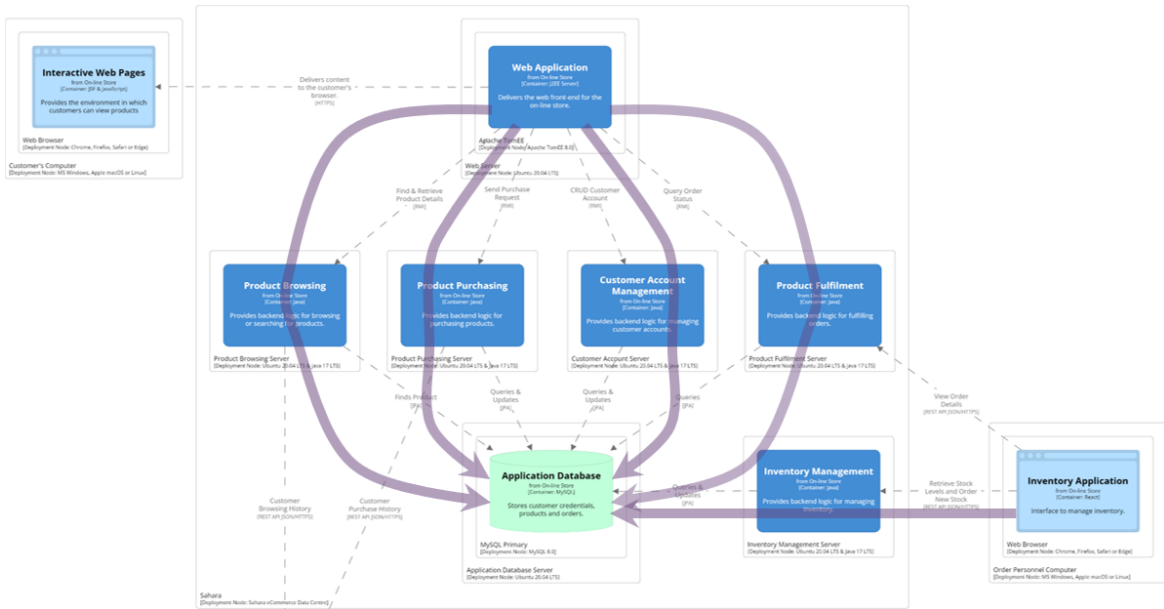 Interactive Web Pages
from On-line Store
[Container: JSF & JavaScript]
Provides the environment in which
customers can view products
Web Browser
[Deployment Node: Chrome, Firefox, Safari or Edge]
Customer's Computer
[Deployment Node: MS Windows, Apple macOS or Linux]
Delivers content
to the customer's
browser.
[HTTPS]
Web Application
from On-line Store
[Container: J2EE Server]
Delivers the web front-end for the
on-line store.
Apache TomEE
[Deployment Node: Apache TomEE 8.0]
Web Server
[Deployment Node: Ubuntu 20.04 LTS]
Find & Retrieve
Product Details
[RMI]
Send Purchase
Request
[RMI]
CRUD Customer
Account
[RMI]
Query Order
Status
[RMI]
Product Browsing
from On-line Store
[Container: Java]
Provides backend logic for browsing
or searching for products.
Product Browsing Server
[Deployment Node: Ubuntu 20.04 LTS & Java 17 LTS]
Product Purchasing
from On-line Store
[Container: Java]
Provides backend logic for
purchasing products.
Product Purchasing Server
[Deployment Node: Ubuntu 20.04 LTS & Java 17 LTS]
Customer Account
Management
from On-line Store
[Container: Java]
Provides backend logic for managing
customer accounts.
Customer Account Server
[Deployment Node: Ubuntu 20.04 LTS & Java 17 LTS]
Product Fulfilment
from On-line Store
[Container: Java]
Provides backend logic for fulfilling
orders.
Product Fulfilment Server
[Deployment Node: Ubuntu 20.04 LTS & Java 17 LTS]
Finds Product
[JPA]
Queries &
Updates
[JPA]
Queries &
Updates
[JPA]
Queries
[JPA]
View Order
Details
[REST API JSON/HTTPS]
Application Database
from On-line Store
[Container: MySQL]
Stores customer credentials,
products and orders.
MySQL Primary
[Deployment Node: MySQL 8.0]
Application Database Server
[Deployment Node: Ubuntu 20.04 LTS]
Queries &
Updates
[JPA]
Inventory Management
from On-line Store
[Container: Java]
Provides backend logic for managing
inventory.
Inventory Management Server
[Deployment Node: Ubuntu 20.04 LTS & Java 17 LTS]
Retrieve Stock
Levels and Order
New Stock
[REST API JSON/HTTPS]
Inventory Application
from On-line Store
[Container: React]
Interface to manage inventory.
Web Browser
[Deployment Node: Chrome, Firefox, Safari or Edge]
Order Personnel Computer
[Deployment Node: MS Windows, Apple macOS or Linux]
Customer
Browsing History
[REST API JSON/HTTPS]
Customer
Purchase History
[REST API JSON/HTTPS]
Sahara
[Deployment Node: Sahara eCommerce Data Centre]